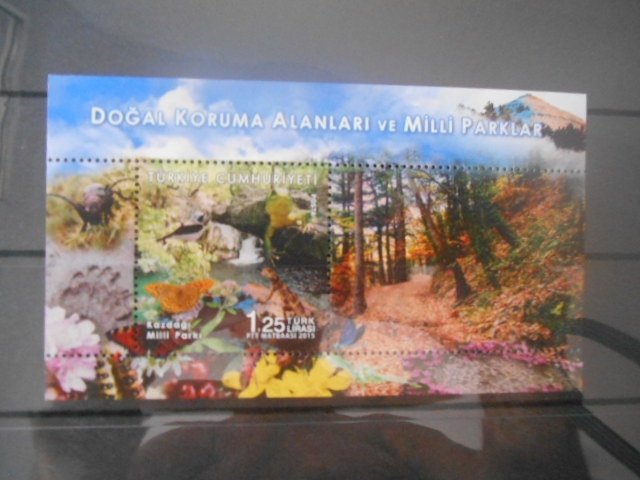 DOĞAL KORUMA ALANLARI VE MİLLİ PARKLAR
TÜRKİYE CUMHURİYETİ
Kazdağı
Milli Parkı
1.25 TÜRK
LİRASI
PTT MATBAASI 2015